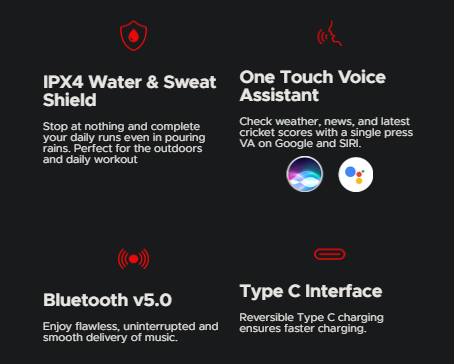 IPX4 Water & Sweat
Shield
Stop at nothing and complete
your daily runs even in pouring
rains. Perfect for the outdoors
and daily workout
One Touch Voice
Assistant
Check weather, news, and latest
cricket scores with a single press
VA on Google and SIRI.
Bluetooth v5.0
Enjoy flawless, uninterrupted and
smooth delivery of music.
Type C Interface
Reversible Type C charging
ensures faster charging.